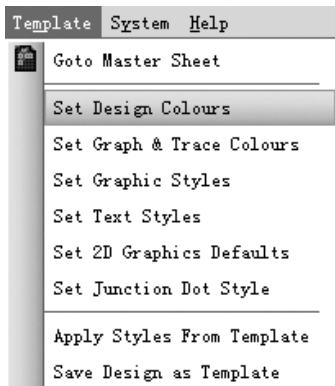 Template System Help
Goto Master Sheet
Set Design Colours
Set Graph & Trace Colours
Set Graphic Styles
Set Text Styles
Set 2D Graphics Defaults
Set Junction Dot Style
Apply Styles From Template
Save Design as Template